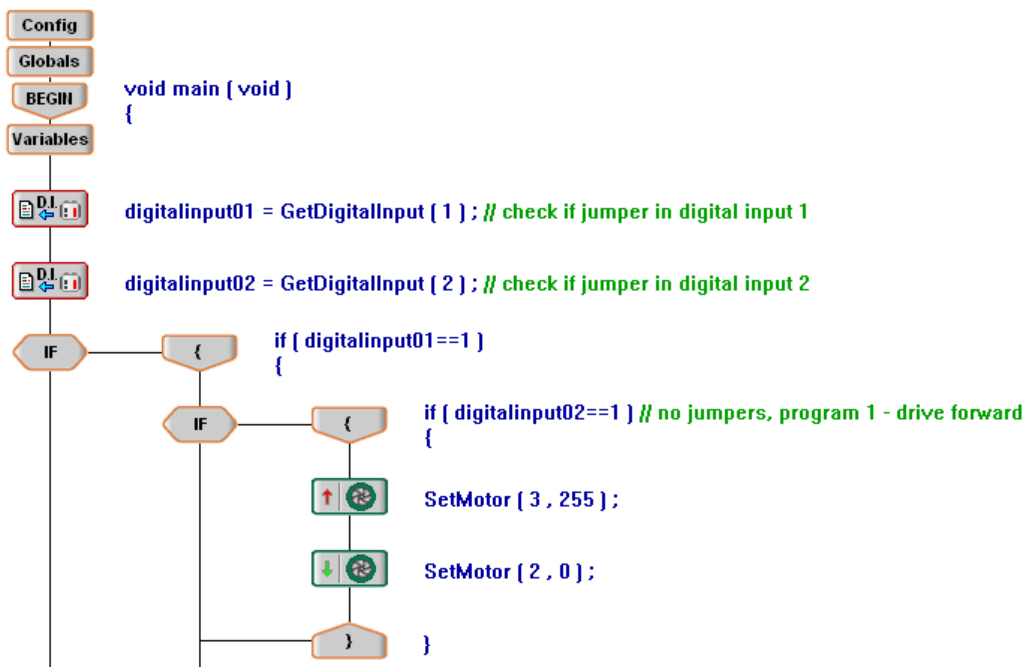 Config
Globals
BEGIN
void main ( void )
{
Variables
D.I.
digitalinput01 = GetDigitalInput ( 1 ) ; // check if jumper in digital input 1
D.I.
digitalinput02 = GetDigitalInput ( 2 ) ; // check if jumper in digital input 2
IF
{
if ( digitalinput01==1 )
{
IF
{
if ( digitalinput02==1 ) // no jumpers, program 1 - drive forward
{
SetMotor ( 3 , 255 ) ;
SetMotor ( 2 , 0 ) ;
}
}